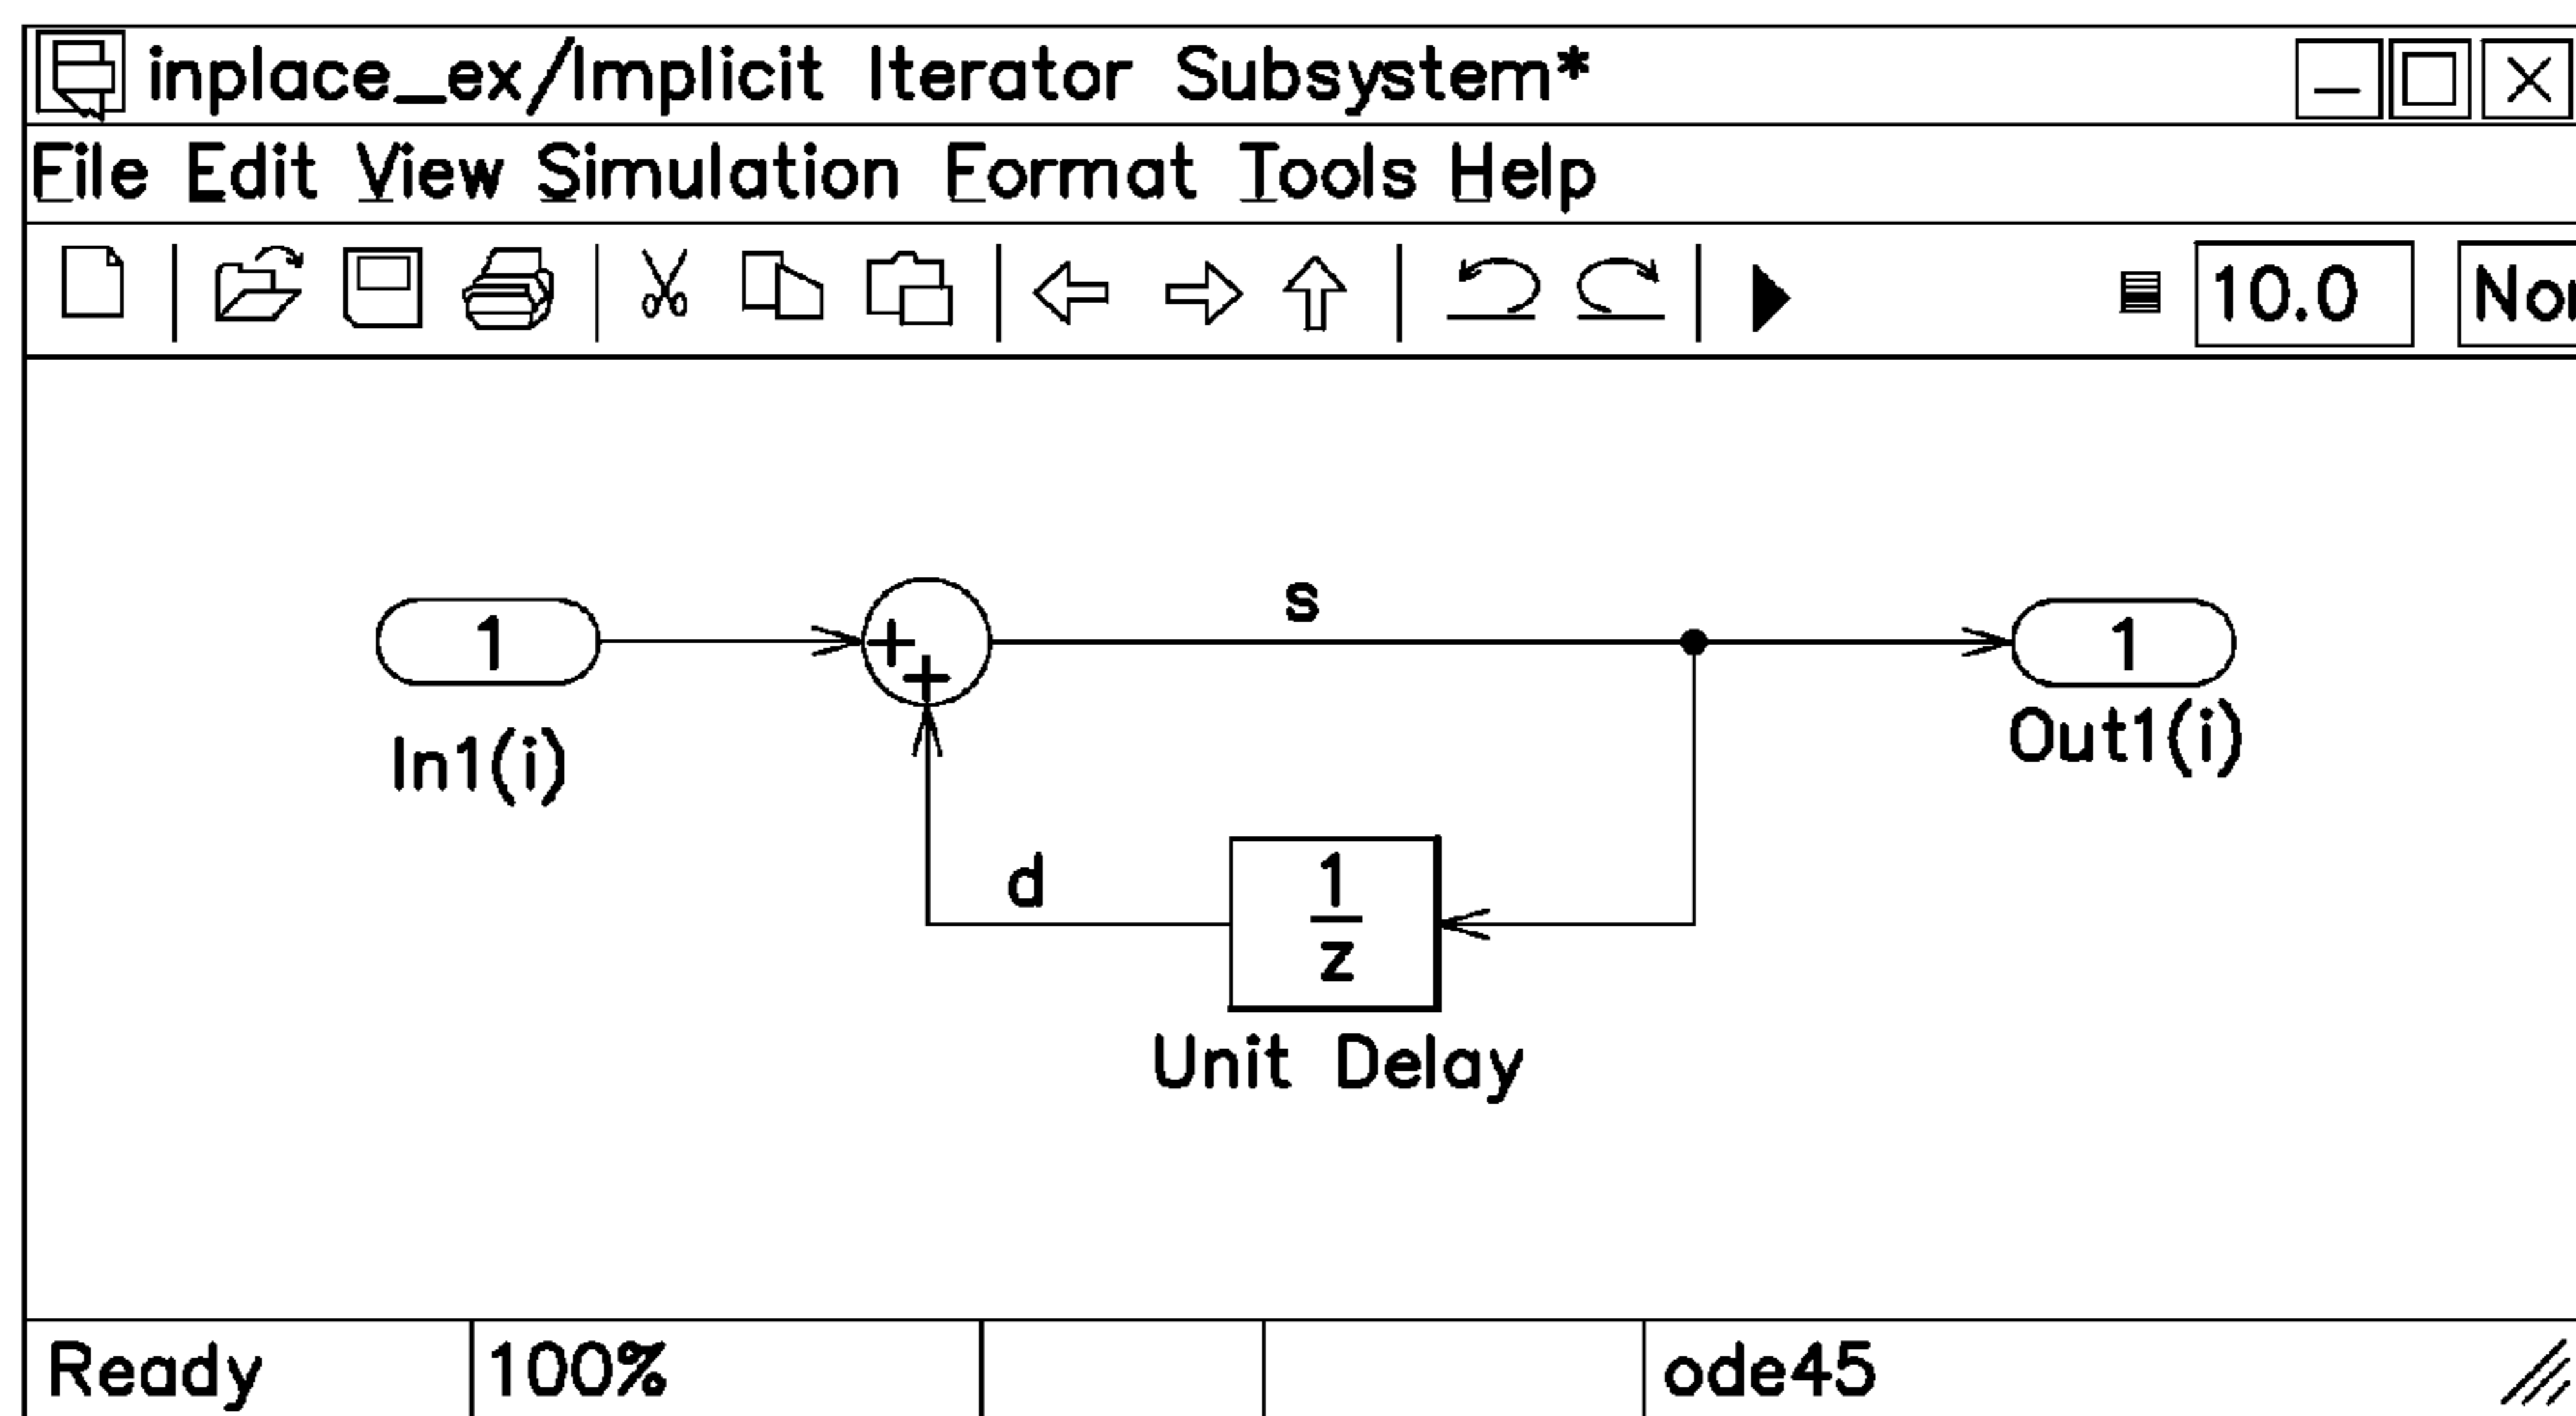 inplace_ex/Implicit Iterator Subsystem*
File Edit View Simulation Format Tools Help
10.0
s
1
+
+
1
In1(i)
Out1(i)
d
1
z
Unit Delay
Ready 100% ode45